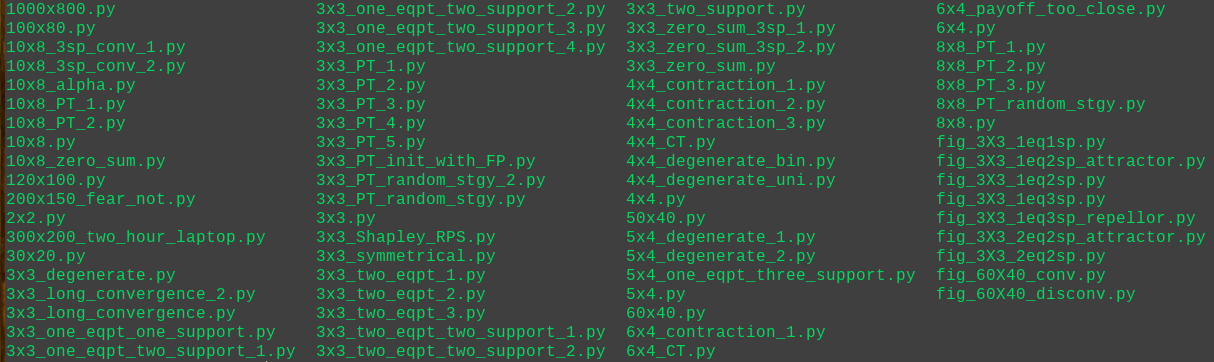 1000x800.py 3x3_one_eqpt_two_support_2.py 3x3_two_support.py 6x4_payoff_too_close.py
100x80.py 3x3_one_eqpt_two_support_3.py 3x3_zero_sum_3sp_1.py 6x4.py
10x8_3sp_conv_1.py 3x3_one_eqpt_two_support_4.py 3x3_zero_sum_3sp_2.py 8x8_PT_1.py
10x8_3sp_conv_2.py 3x3_PT_1.py 3x3_zero_sum.py 8x8_PT_2.py
10x8_alpha.py 3x3_PT_2.py 4x4_contraction_1.py 8x8_PT_3.py
10x8_PT_1.py 3x3_PT_3.py 4x4_contraction_2.py 8x8_PT_random_stgy.py
10x8_PT_2.py 3x3_PT_4.py 4x4_contraction_3.py 8x8.py
10x8.py 3x3_PT_5.py 4x4_CT.py fig_3X3_1eq1sp.py
10x8_zero_sum.py 3x3_PT_init_with_FP.py 4x4_degenerate_bin.py fig_3X3_1eq2sp_attractor.py
120x100.py 3x3_PT_random_stgy_2.py 4x4_degenerate_uni.py fig_3X3_1eq2sp.py
200x150_fear_not.py 3x3_PT_random_stgy.py 4x4.py fig_3X3_1eq3sp.py
2x2.py 3x3.py 50x40.py fig_3X3_1eq3sp_repellor.py
300x200_two_hour_laptop.py 3x3_Shapley_RPS.py 5x4_degenerate_1.py fig_3X3_2eq2sp_attractor.py
30x20.py 3x3_symmetrical.py 5x4_degenerate_2.py fig_3X3_2eq2sp.py
3x3_degenerate.py 3x3_two_eqpt_1.py 5x4_one_eqpt_three_support.py fig_60X40_conv.py
3x3_long_convergence_2.py 3x3_two_eqpt_2.py 5x4.py fig_60X40_disconv.py
3x3_long_convergence.py 3x3_two_eqpt_3.py 60x40.py
3x3_one_eqpt_one_support.py 3x3_two_eqpt_two_support_1.py 6x4_contraction_1.py
3x3_one_eqpt_two_support_1.py 3x3_two_eqpt_two_support_2.py 6x4_CT.py